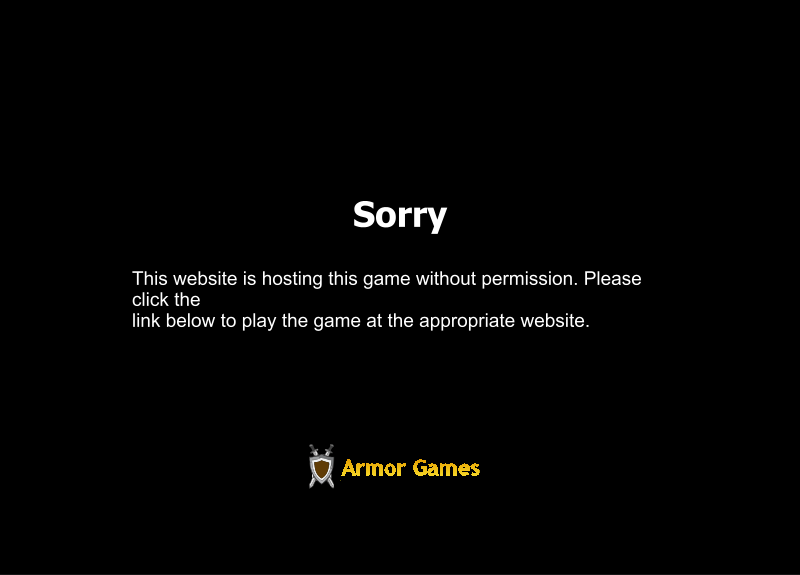 Sorry
This website is hosting this game without permission. Please
click the
link below to play the game at the appropriate website.
Armor Games